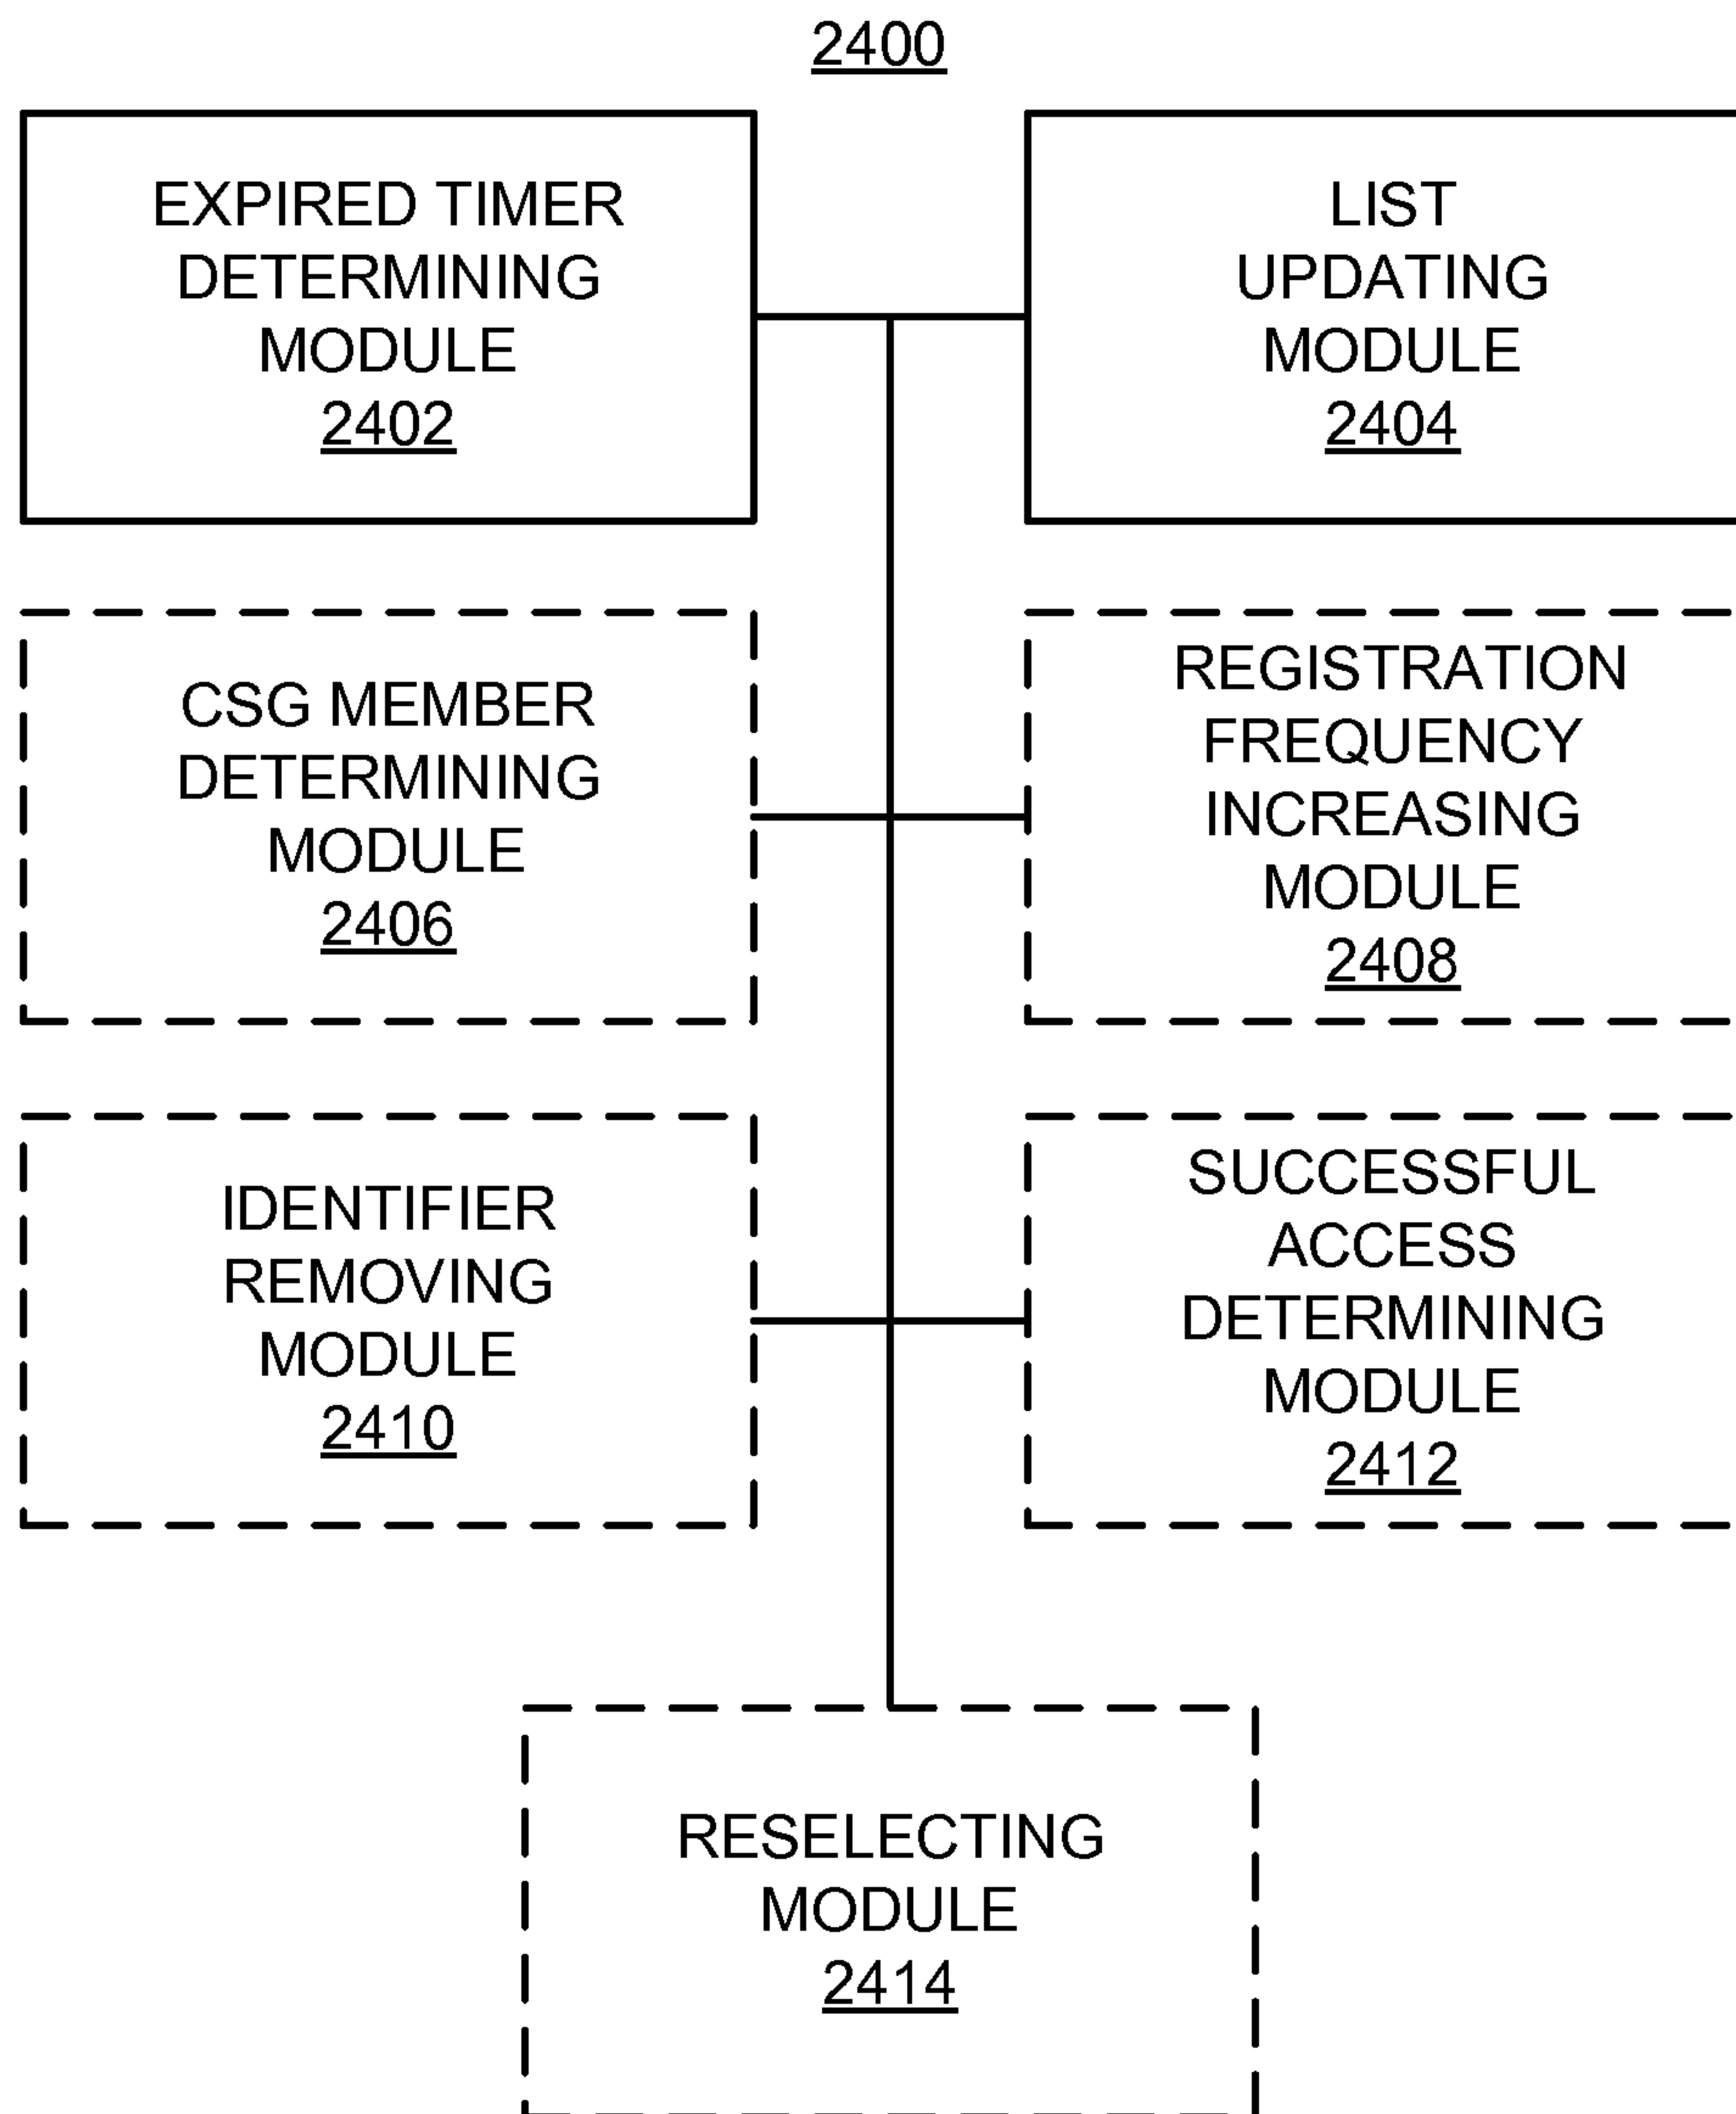 2400
EXPIRED TIMER
DETERMINING
MODULE
2402
LIST
UPDATING
MODULE
2404
CSG MEMBER
DETERMINING
MODULE
2406
REGISTRATION
FREQUENCY
INCREASING
MODULE
2408
IDENTIFIER
REMOVING
MODULE
2410
SUCCESSFUL
ACCESS
DETERMINING
MODULE
2412
RESELECTING
MODULE
2414